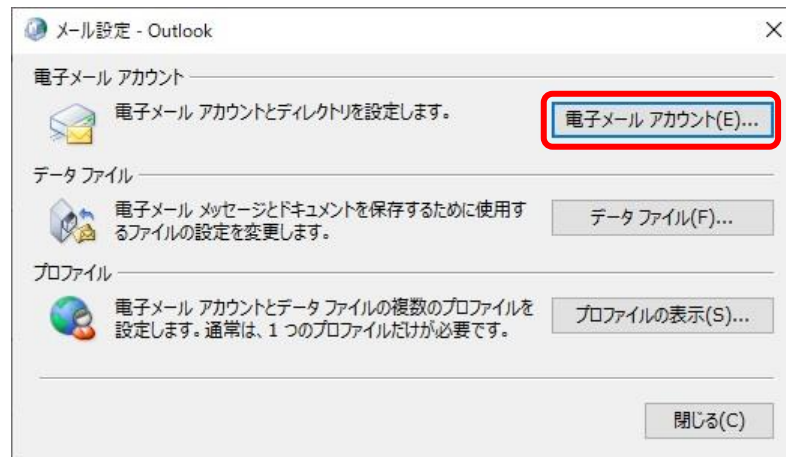 メール設定 - Outlook
電子メール アカウント
電子メール アカウントとディレクトリを設定します。
電子メール アカウント(E)...
データ ファイル
電子メール メッセージとドキュメントを保存するために使用す
るファイルの設定を変更します。
データ ファイル(F)...
プロファイル
電子メール アカウントとデータ ファイルの複数のプロファイルを
設定します。通常は、1 つのプロファイルだけが必要です。
プロファイルの表示(S)...
閉じる(C)